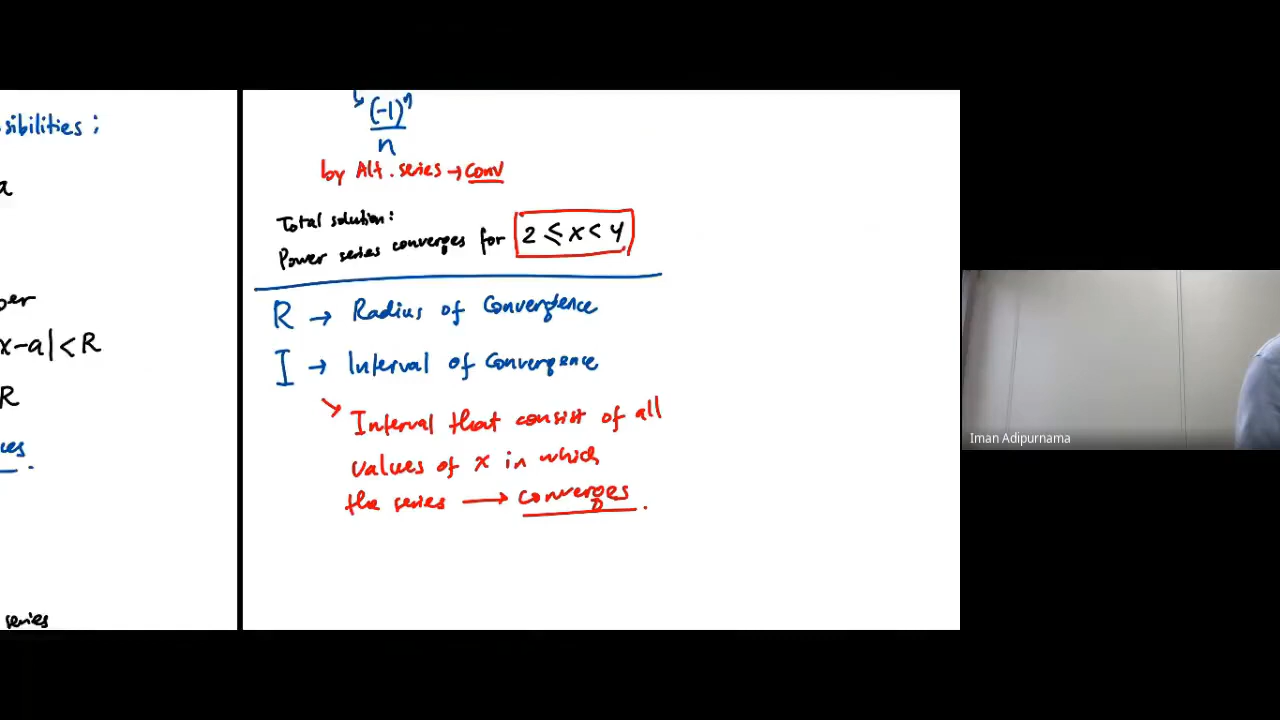 sibilities :
a
ber
x-a| < R
R
ces.
series
(-1)^n
n
by Alt. series → conv
Total solution:
Power series converges for 2 ≤ x < 4
R → Radius of Convergence
I → Interval of Convergence
Interval that consist of all
values of x in which
the series → converges.
Iman Adipurnama